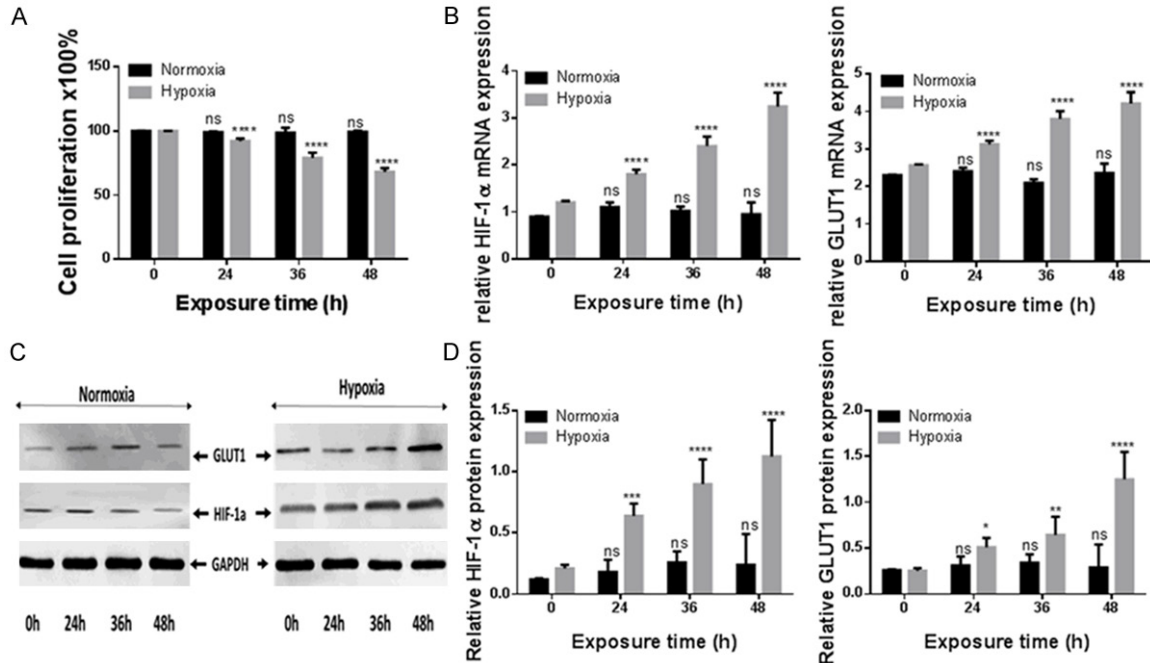 A
Cell proliferation x100%
150
100
50
0
Normoxia
Hypoxia
ns
****
ns
****
ns
****
0
24
36
48
Exposure time (h)
B
relative HIF-1α mRNA expression
4
3
2
1
0
Normoxia
Hypoxia
ns
****
ns
****
ns
****
0
24
36
48
Exposure time (h)
relative GLUT1 mRNA expression
5
4
3
2
1
0
Normoxia
Hypoxia
ns
****
ns
****
ns
****
0
24
36
48
Exposure time (h)
C
Normoxia
Hypoxia
GLUT1
HIF-1a
GAPDH
0h 24h 36h 48h
0h 24h 36h 48h
D
Relative HIF-1α protein expression
1.5
1.0
0.5
0.0
Normoxia
Hypoxia
ns
***
ns
****
ns
****
0
24
36
48
Exposure time (h)
Relative GLUT1 protein expression
2.0
1.5
1.0
0.5
0.0
Normoxia
Hypoxia
ns
*
ns
**
ns
****
0
24
36
48
Exposure time (h)